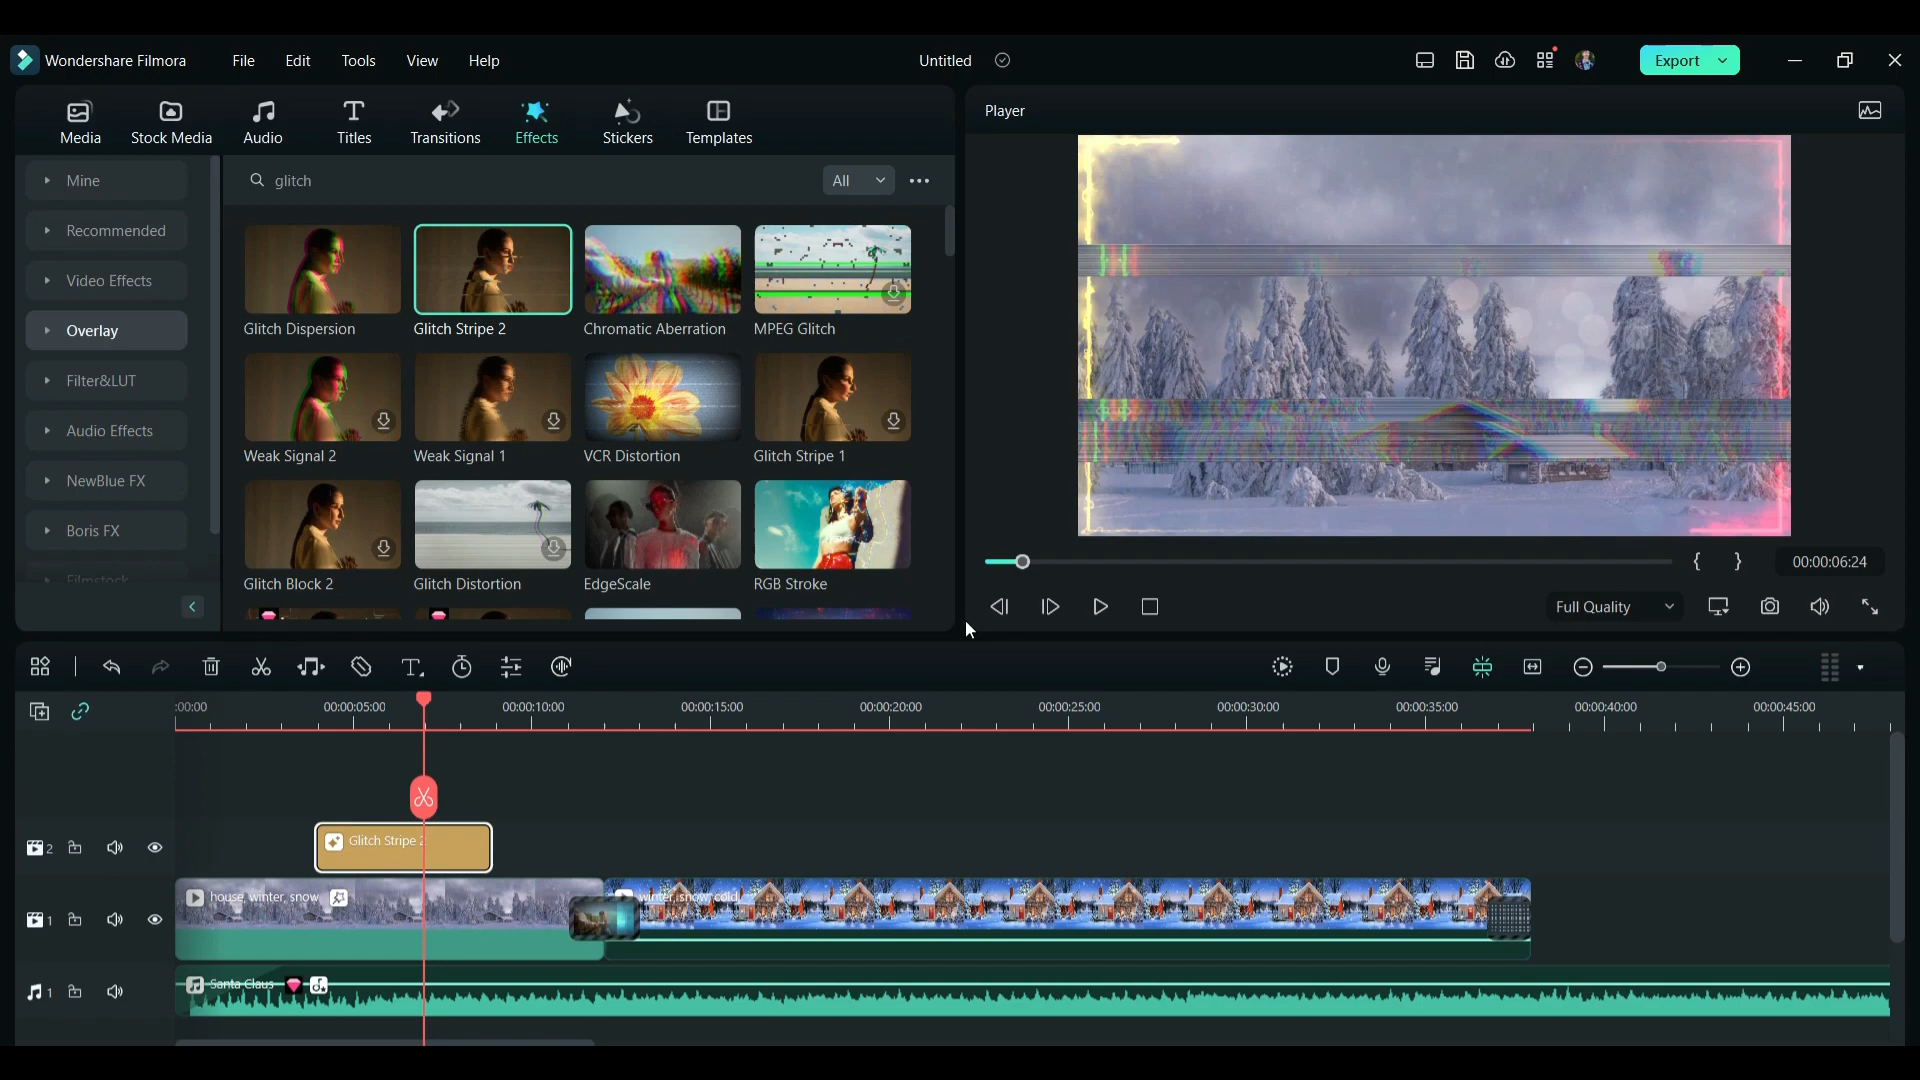 Wondershare Filmora File Edit Tools View Help Untitled Export
Media Stock Media Audio Titles Transitions Effects Stickers Templates
Player
Mine
Recommended
Video Effects
Overlay
Filter&LUT
Audio Effects
NewBlue FX
Boris FX
Filmstock
glitch All
Glitch Dispersion Glitch Stripe 2 Chromatic Aberration MPEG Glitch
Weak Signal 2 Weak Signal 1 VCR Distortion Glitch Stripe 1
Glitch Block 2 Glitch Distortion EdgeScale RGB Stroke
{ } 00:00:06:24
Full Quality
:00:00 00:00:05:00 00:00:10:00 00:00:15:00 00:00:20:00 00:00:25:00 00:00:30:00 00:00:35:00 00:00:40:00 00:00:45:00
2 Glitch Stripe 2
1 house, winter, snow winter, snow, cold,
1 Santa Claus